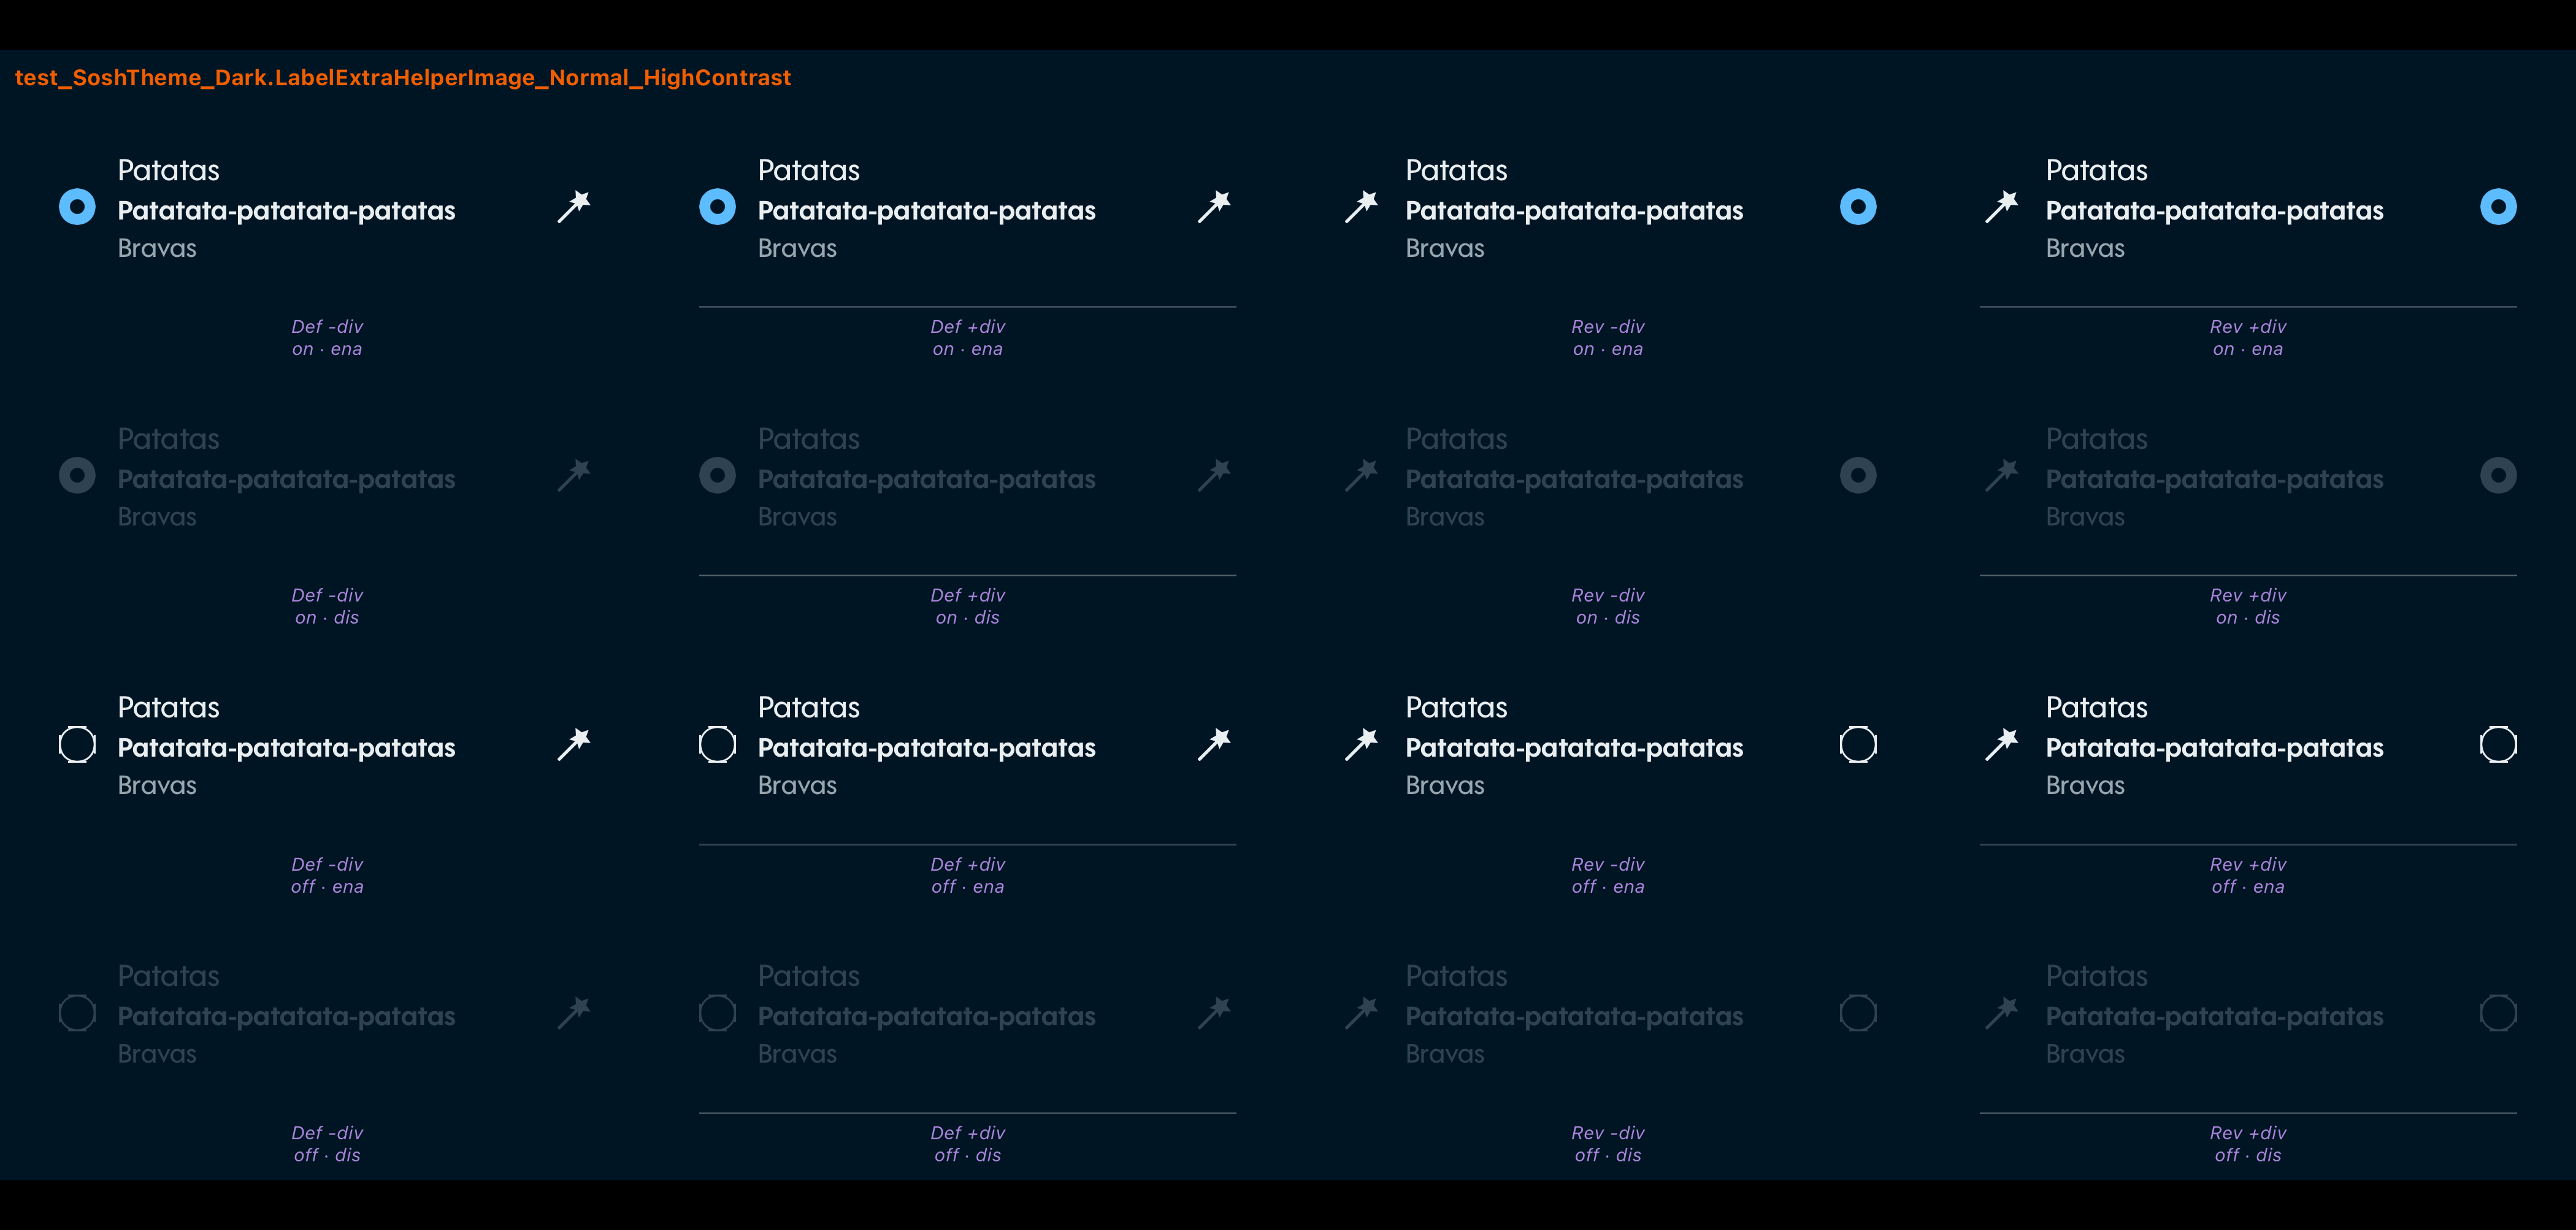 test_SoshTheme_Dark.LabelExtraHelperImage_Normal_HighContrast
Patatas
Patatata-patatata-patatas
Bravas
Def -div
on · ena
Patatas
Patatata-patatata-patatas
Bravas
Def +div
on · ena
Patatas
Patatata-patatata-patatas
Bravas
Rev -div
on · ena
Patatas
Patatata-patatata-patatas
Bravas
Rev +div
on · ena
Patatas
Patatata-patatata-patatas
Bravas
Def -div
on · dis
Patatas
Patatata-patatata-patatas
Bravas
Def +div
on · dis
Patatas
Patatata-patatata-patatas
Bravas
Rev -div
on · dis
Patatas
Patatata-patatata-patatas
Bravas
Rev +div
on · dis
Patatas
Patatata-patatata-patatas
Bravas
Def -div
off · ena
Patatas
Patatata-patatata-patatas
Bravas
Def +div
off · ena
Patatas
Patatata-patatata-patatas
Bravas
Rev -div
off · ena
Patatas
Patatata-patatata-patatas
Bravas
Rev +div
off · ena
Patatas
Patatata-patatata-patatas
Bravas
Def -div
off · dis
Patatas
Patatata-patatata-patatas
Bravas
Def +div
off · dis
Patatas
Patatata-patatata-patatas
Bravas
Rev -div
off · dis
Patatas
Patatata-patatata-patatas
Bravas
Rev +div
off · dis